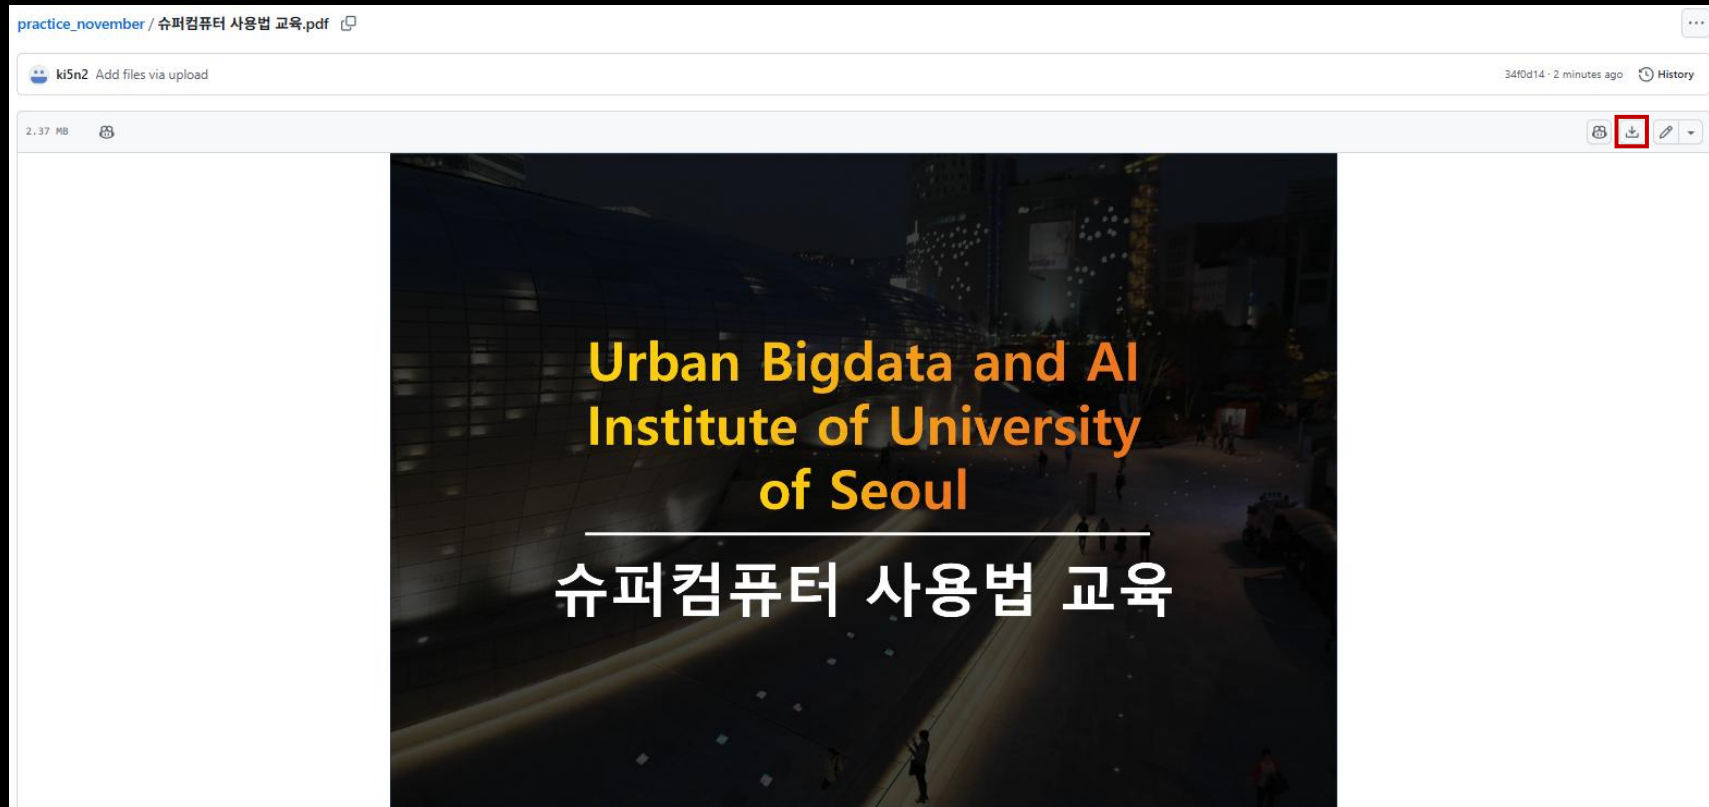 practice_november / 슈퍼컴퓨터 사용법 교육.pdf
ki5n2 Add files via upload
34f0d14 · 2 minutes ago History
2.37 MB
Urban Bigdata and AI
Institute of University
of Seoul
슈퍼컴퓨터 사용법 교육